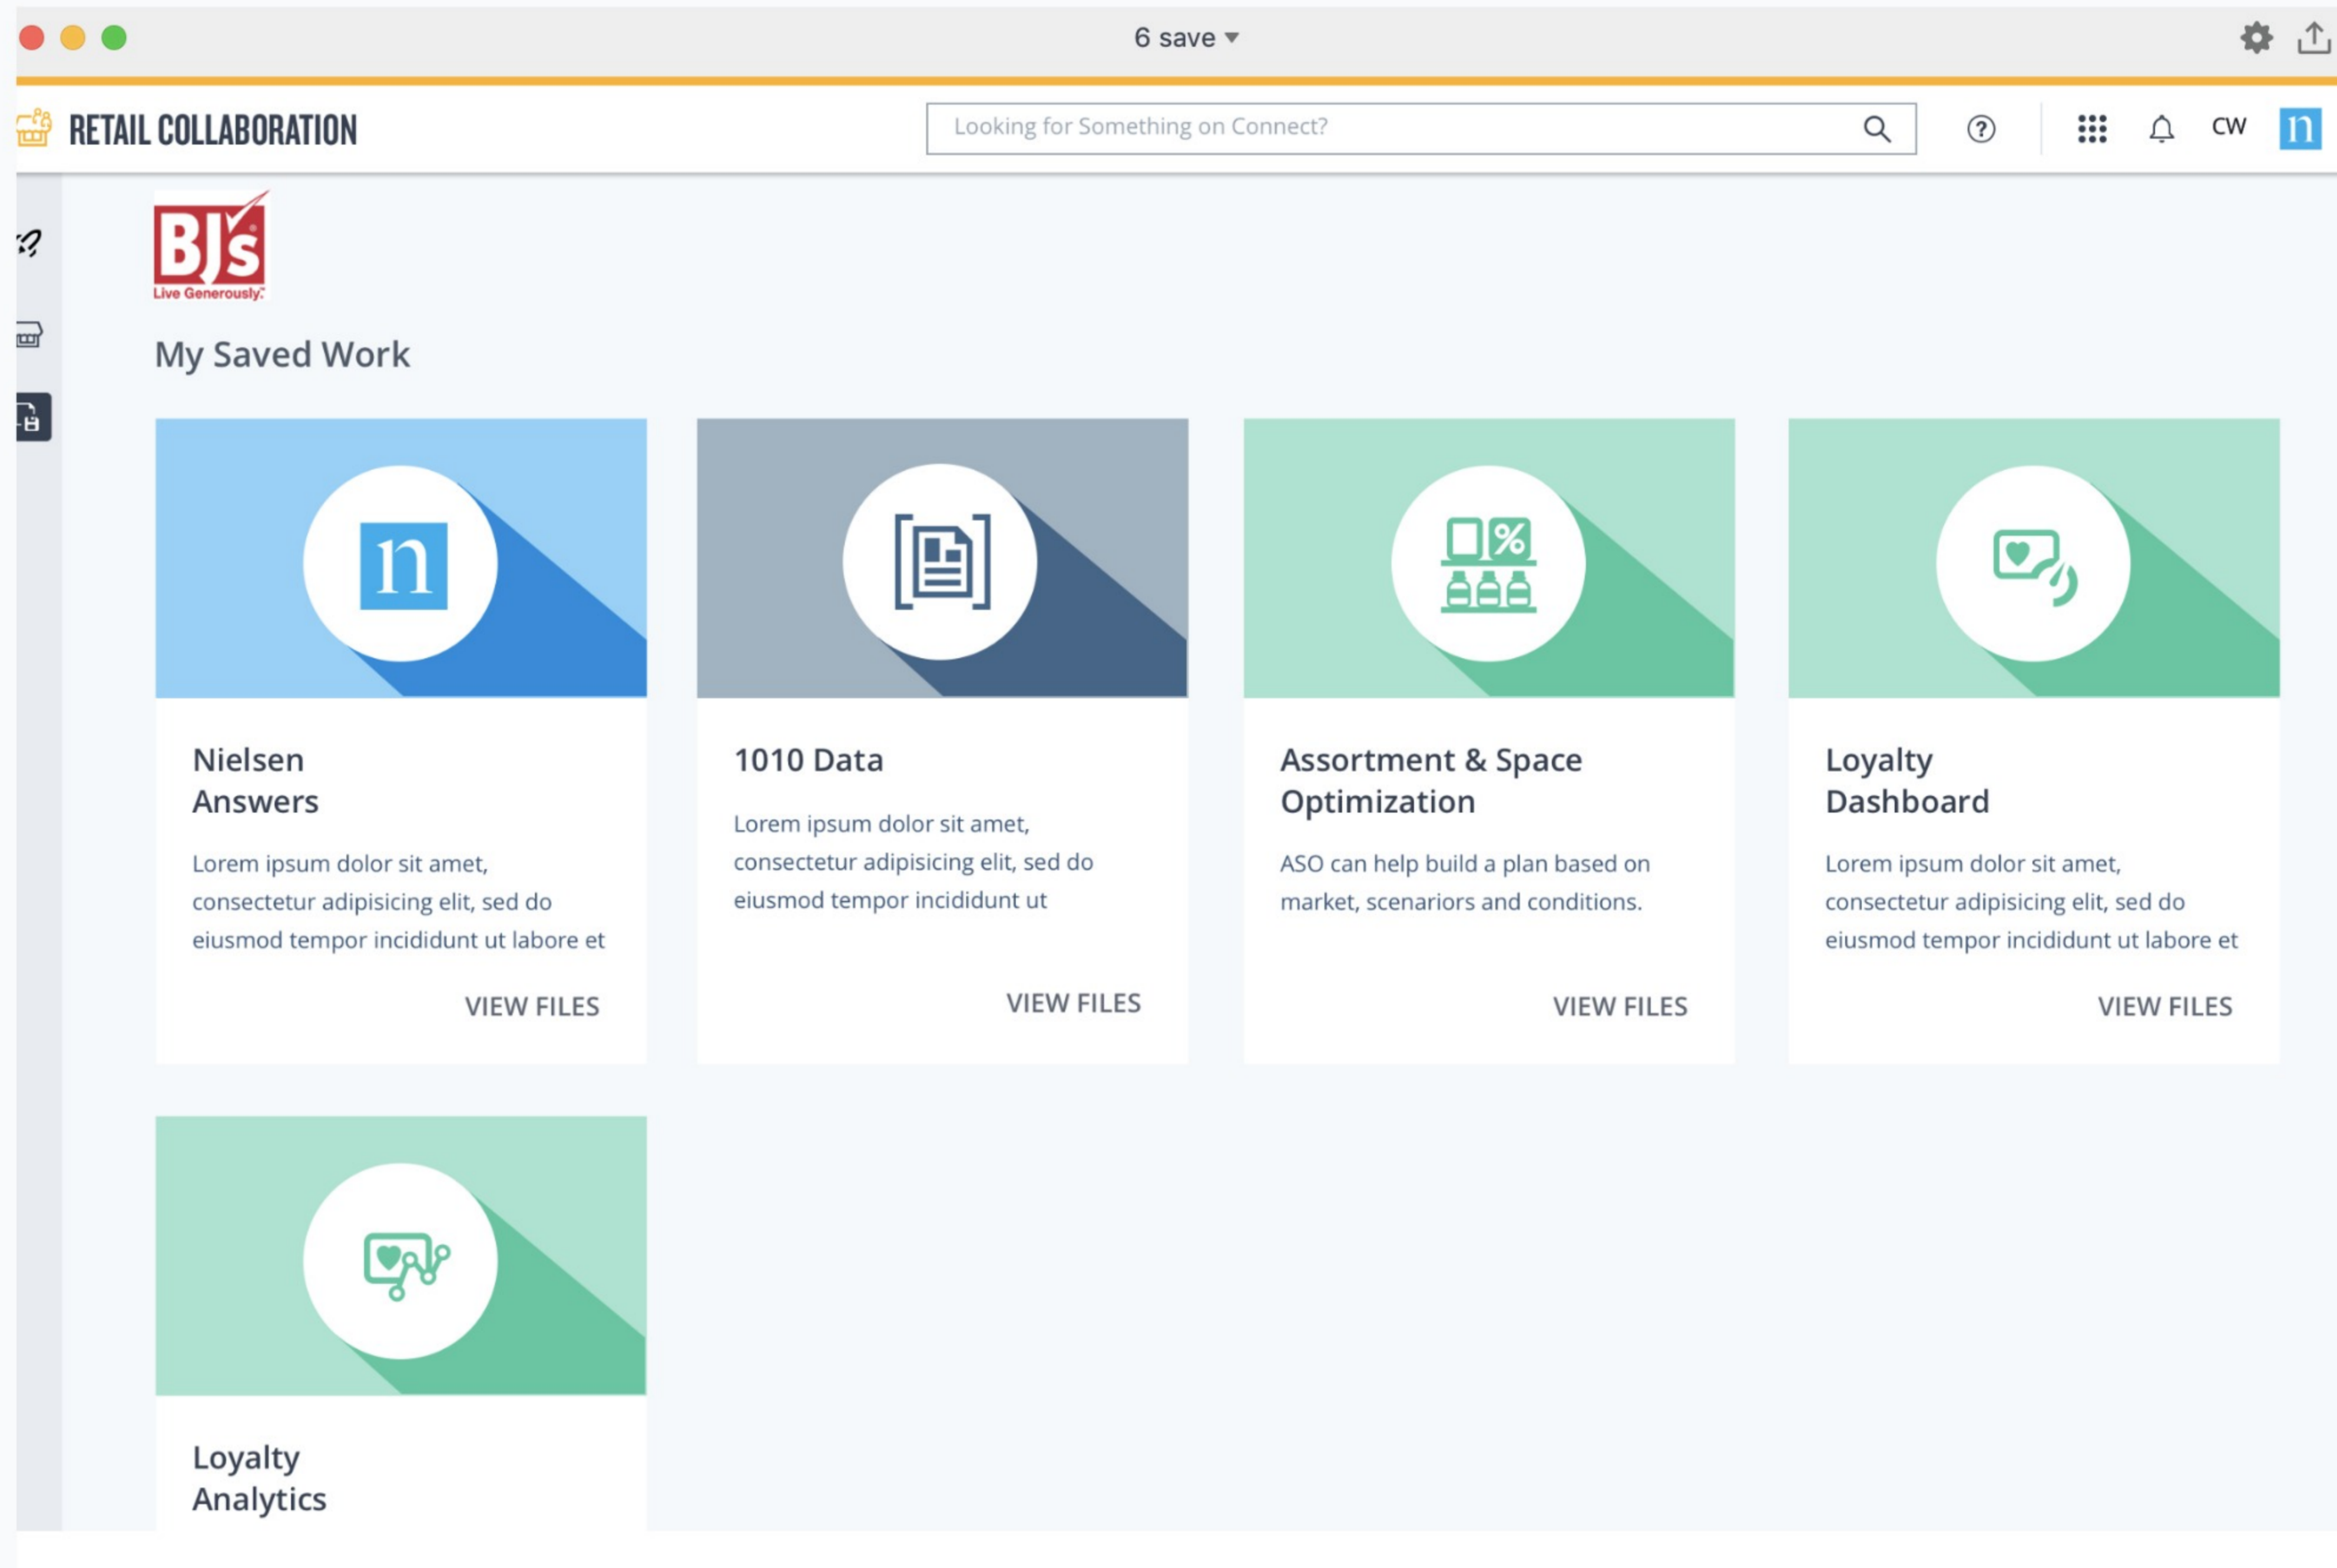 6 save
RETAIL COLLABORATION
Looking for Something on Connect?
?
CW
n
BJ's
Live Generously.
My Saved Work
n
%
Nielsen
Answers
Lorem ipsum dolor sit amet,
consectetur adipisicing elit, sed do
eiusmod tempor incididunt ut labore et
VIEW FILES
1010 Data
Lorem ipsum dolor sit amet,
consectetur adipisicing elit, sed do
eiusmod tempor incididunt ut
VIEW FILES
Assortment & Space
Optimization
ASO can help build a plan based on
market, scenariors and conditions.
VIEW FILES
Loyalty
Dashboard
Lorem ipsum dolor sit amet,
consectetur adipisicing elit, sed do
eiusmod tempor incididunt ut labore et
VIEW FILES
Loyalty
Analytics